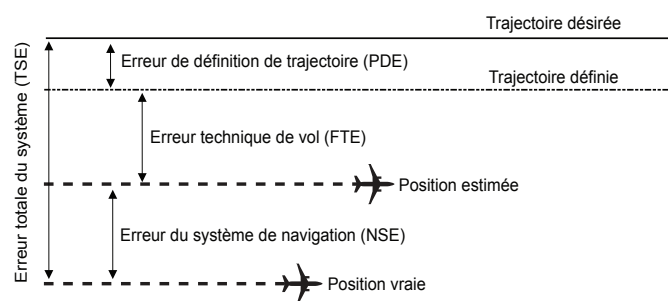 Trajectoire désirée
Erreur de définition de trajectoire (PDE)
Trajectoire définie
Erreur technique de vol (FTE)
Position estimée
Erreur du système de navigation (NSE)
Position vraie
Erreur totale du système (TSE)